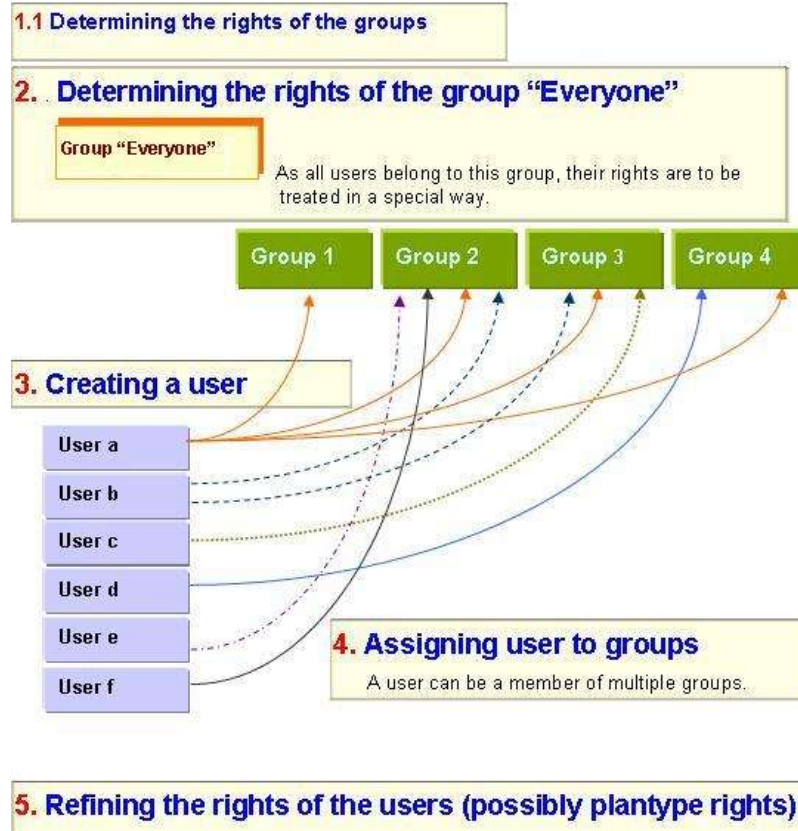 1.1 Determining the rights of the groups
2. . Determining the rights of the group “Everyone”
Group “Everyone”
As all users belong to this group, their rights are to be
treated in a special way.
Group 1
Group 2
Group 3
Group 4
3. Creating a user
User a
User b
User c
User d
User e
User f
4. Assigning user to groups
A user can be a member of multiple groups.
5. Refining the rights of the users (possibly plantype rights)